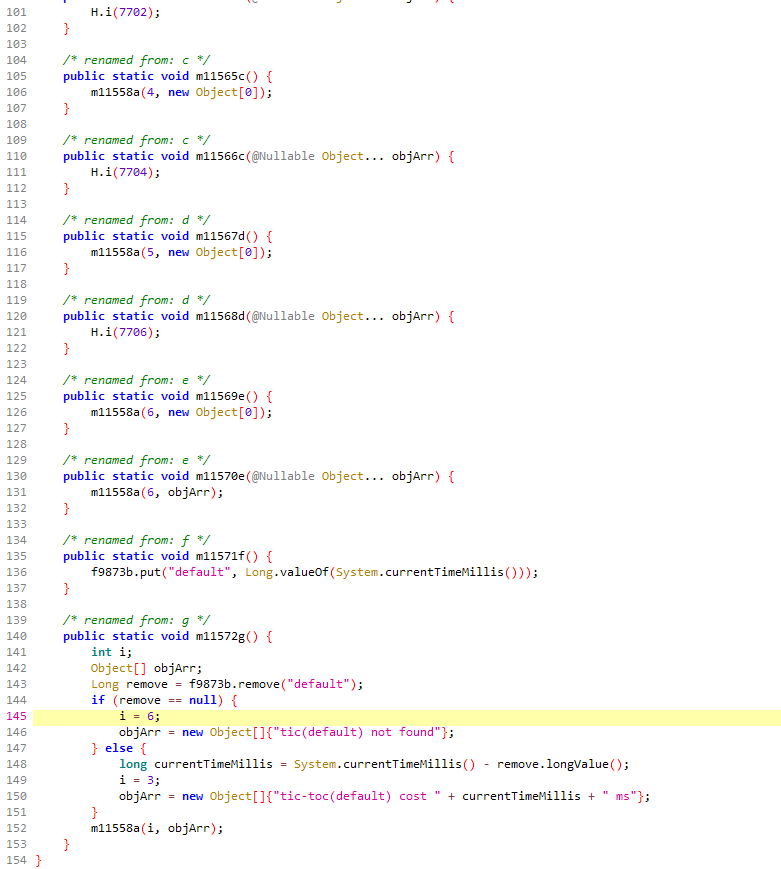 101 H.i(7702);
102 }
103
104 /* renamed from: c */
105 public static void m11565c() {
106 m11558a(4, new Object[0]);
107 }
108
109 /* renamed from: c */
110 public static void m11566c(@Nullable Object... objArr) {
111 H.i(7704);
112 }
113
114 /* renamed from: d */
115 public static void m11567d() {
116 m11558a(5, new Object[0]);
117 }
118
119 /* renamed from: d */
120 public static void m11568d(@Nullable Object... objArr) {
121 H.i(7706);
122 }
123
124 /* renamed from: e */
125 public static void m11569e() {
126 m11558a(6, new Object[0]);
127 }
128
129 /* renamed from: e */
130 public static void m11570e(@Nullable Object... objArr) {
131 m11558a(6, objArr);
132 }
133
134 /* renamed from: f */
135 public static void m11571f() {
136 f9873b.put("default", Long.valueOf(System.currentTimeMillis()));
137 }
138
139 /* renamed from: g */
140 public static void m11572g() {
141 int i;
142 Object[] objArr;
143 Long remove = f9873b.remove("default");
144 if (remove == null) {
145 i = 6;
146 objArr = new Object[]{"tic(default) not found"};
147 } else {
148 long currentTimeMillis = System.currentTimeMillis() - remove.longValue();
149 i = 3;
150 objArr = new Object[]{"tic-toc(default) cost " + currentTimeMillis + " ms"};
151 }
152 m11558a(i, objArr);
153 }
154 }